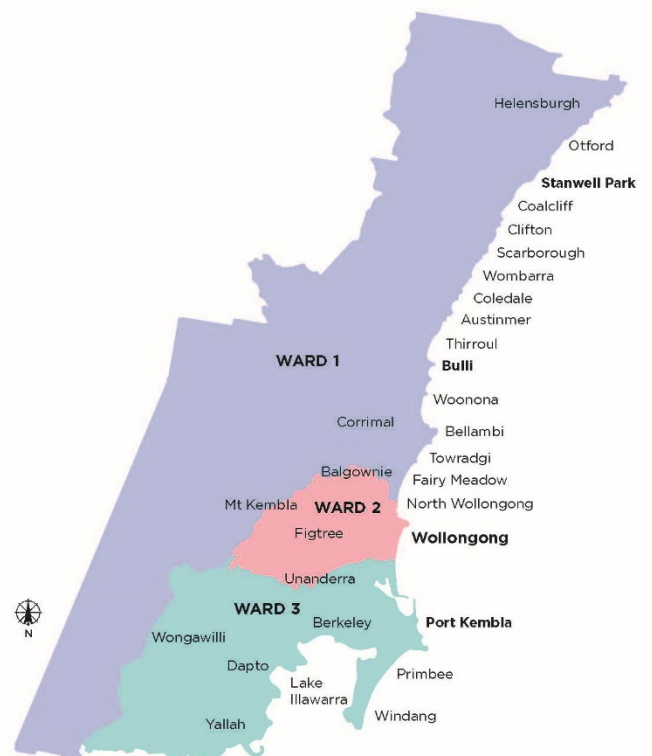 Helensburgh
Otford
Stanwell Park
Coalcliff
Clifton
Scarborough
Wombarra
Coledale
Austinmer
Thirroul
WARD 1
Bulli
Woonona
Corrimal
Bellambi
Towradgi
Balgownie
Fairy Meadow
Mt Kembla
WARD 2
North Wollongong
Figtree
Wollongong
Unanderra
WARD 3
Berkeley
Port Kembla
N
Wongawilli
Dapto
Primbee
Lake
Illawarra
Windang
Yallah